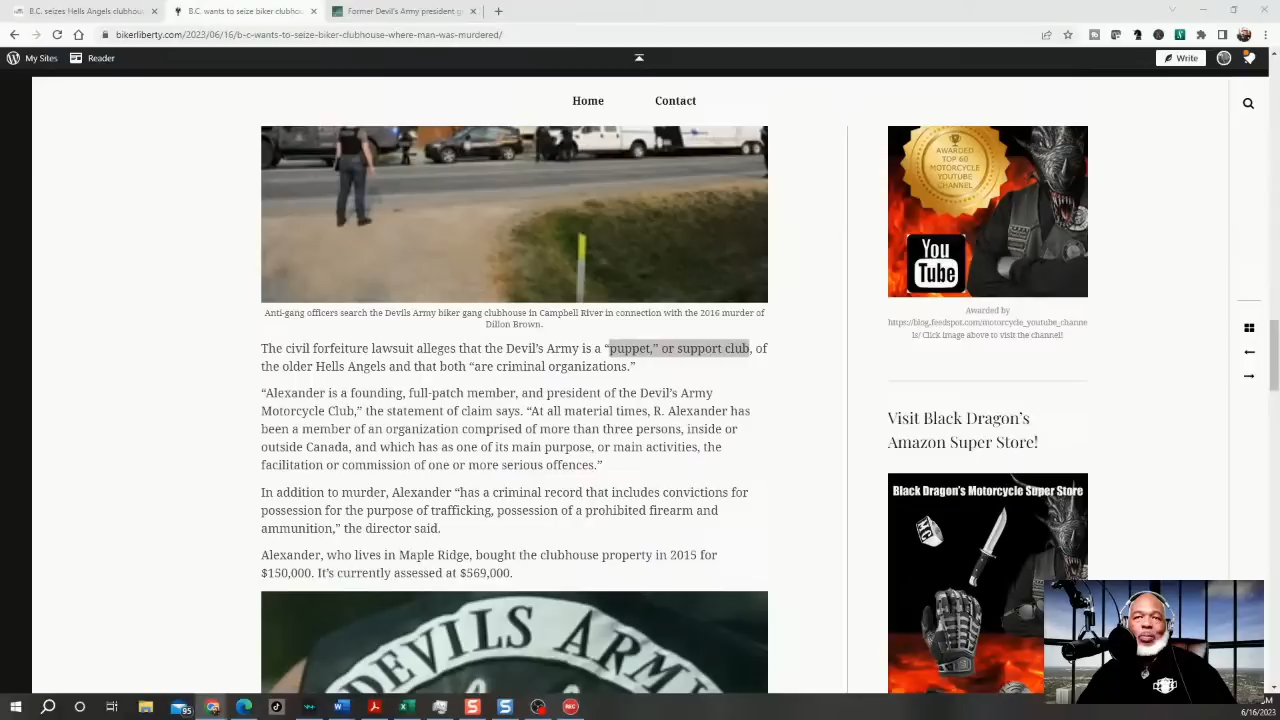 B.C. seizes Hells Angels clubhou
B.C. wants to seize biker clubhou
Former Devil's Army president g
bikerliberty.com/2023/06/16/b-c-wants-to-seize-biker-clubhouse-where-man-was-murdered/
My Sites
Reader
Write
Home
Contact
AWARDED
TOP 60
MOTORCYCLE
YOUTUBE
CHANNEL
You
Tube
Anti-gang officers search the Devils Army biker gang clubhouse in Campbell River in connection with the 2016 murder of
Dillon Brown.
Awarded by
https://blog.feedspot.com/motorcycle_youtube_channe
ls/ Click image above to visit the channel!
The civil forfeiture lawsuit alleges that the Devil's Army is a “puppet,” or support club, of
the older Hells Angels and that both “are criminal organizations.”
“Alexander is a founding, full-patch member, and president of the Devil's Army
Motorcycle Club,” the statement of claim says. “At all material times, R. Alexander has
been a member of an organization comprised of more than three persons, inside or
outside Canada, and which has as one of its main purpose, or main activities, the
facilitation or commission of one or more serious offences.”
In addition to murder, Alexander “has a criminal record that includes convictions for
possession for the purpose of trafficking, possession of a prohibited firearm and
ammunition,” the director said.
Alexander, who lives in Maple Ridge, bought the clubhouse property in 2015 for
$150,000. It's currently assessed at $569,000.
DEVILS ARM
Visit Black Dragon's
Amazon Super Store!
Black Dragon's Motorcycle Super Store
MC
95
REC
6/16/2023